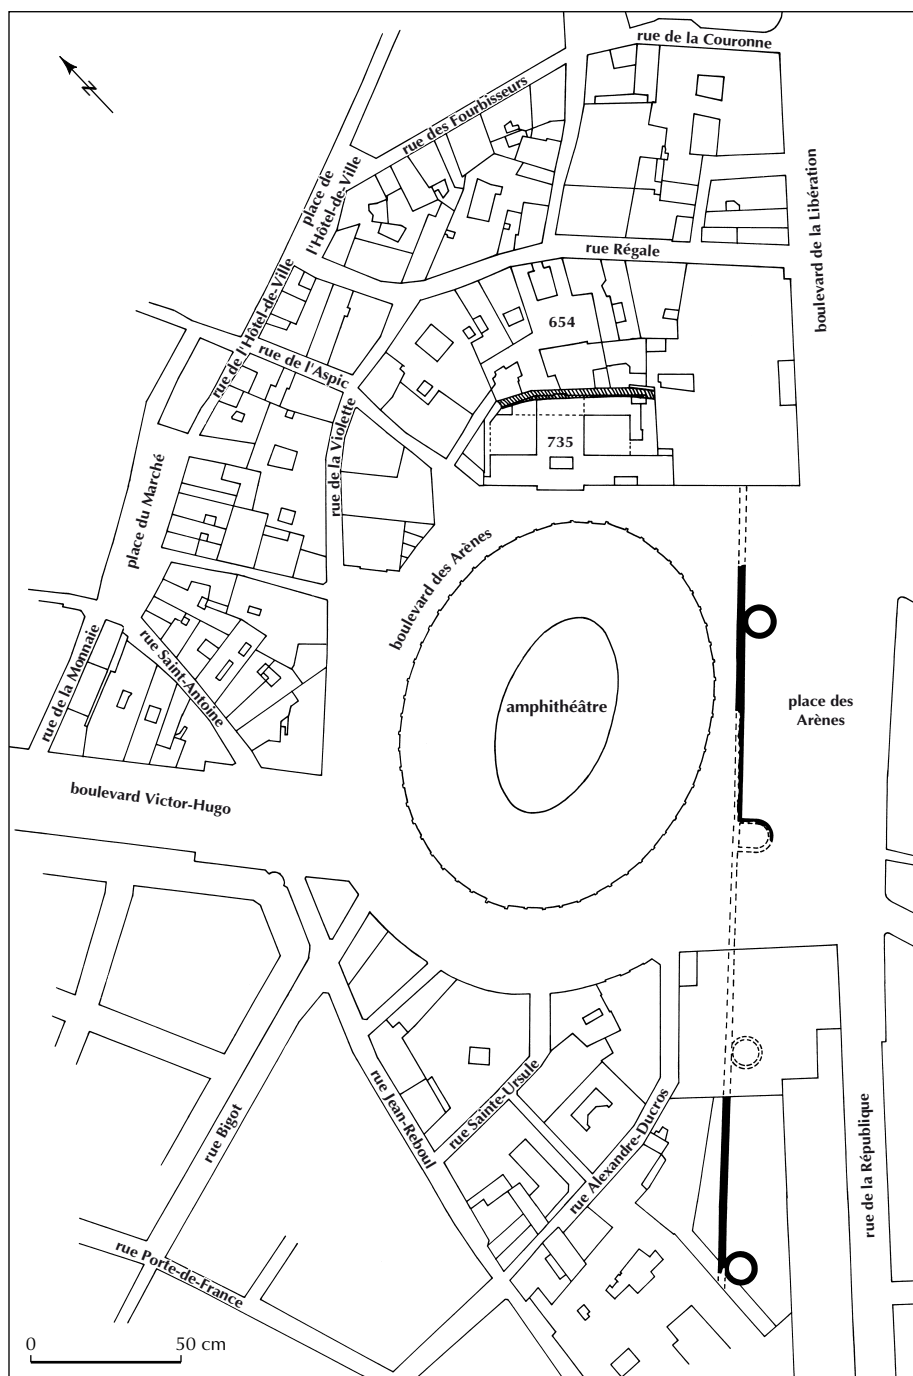 rue de la Couronne
N
rue des Fourbisseurs
place de
l'Hôtel-de-Ville
boulevard de la Libération
rue Régale
rue de l'Hôtel-de-Ville
654
rue de l'Aspic
rue de la Violette
735
place du Marché
boulevard des Arènes
rue de la Monnaie
rue Saint-Antoine
amphithéâtre
place des
Arènes
boulevard Victor-Hugo
rue Jean-Reboul
rue Sainte-Ursule
rue Bigot
rue Alexandre-Ducros
rue de la République
rue Porte-de-France
0 50 cm